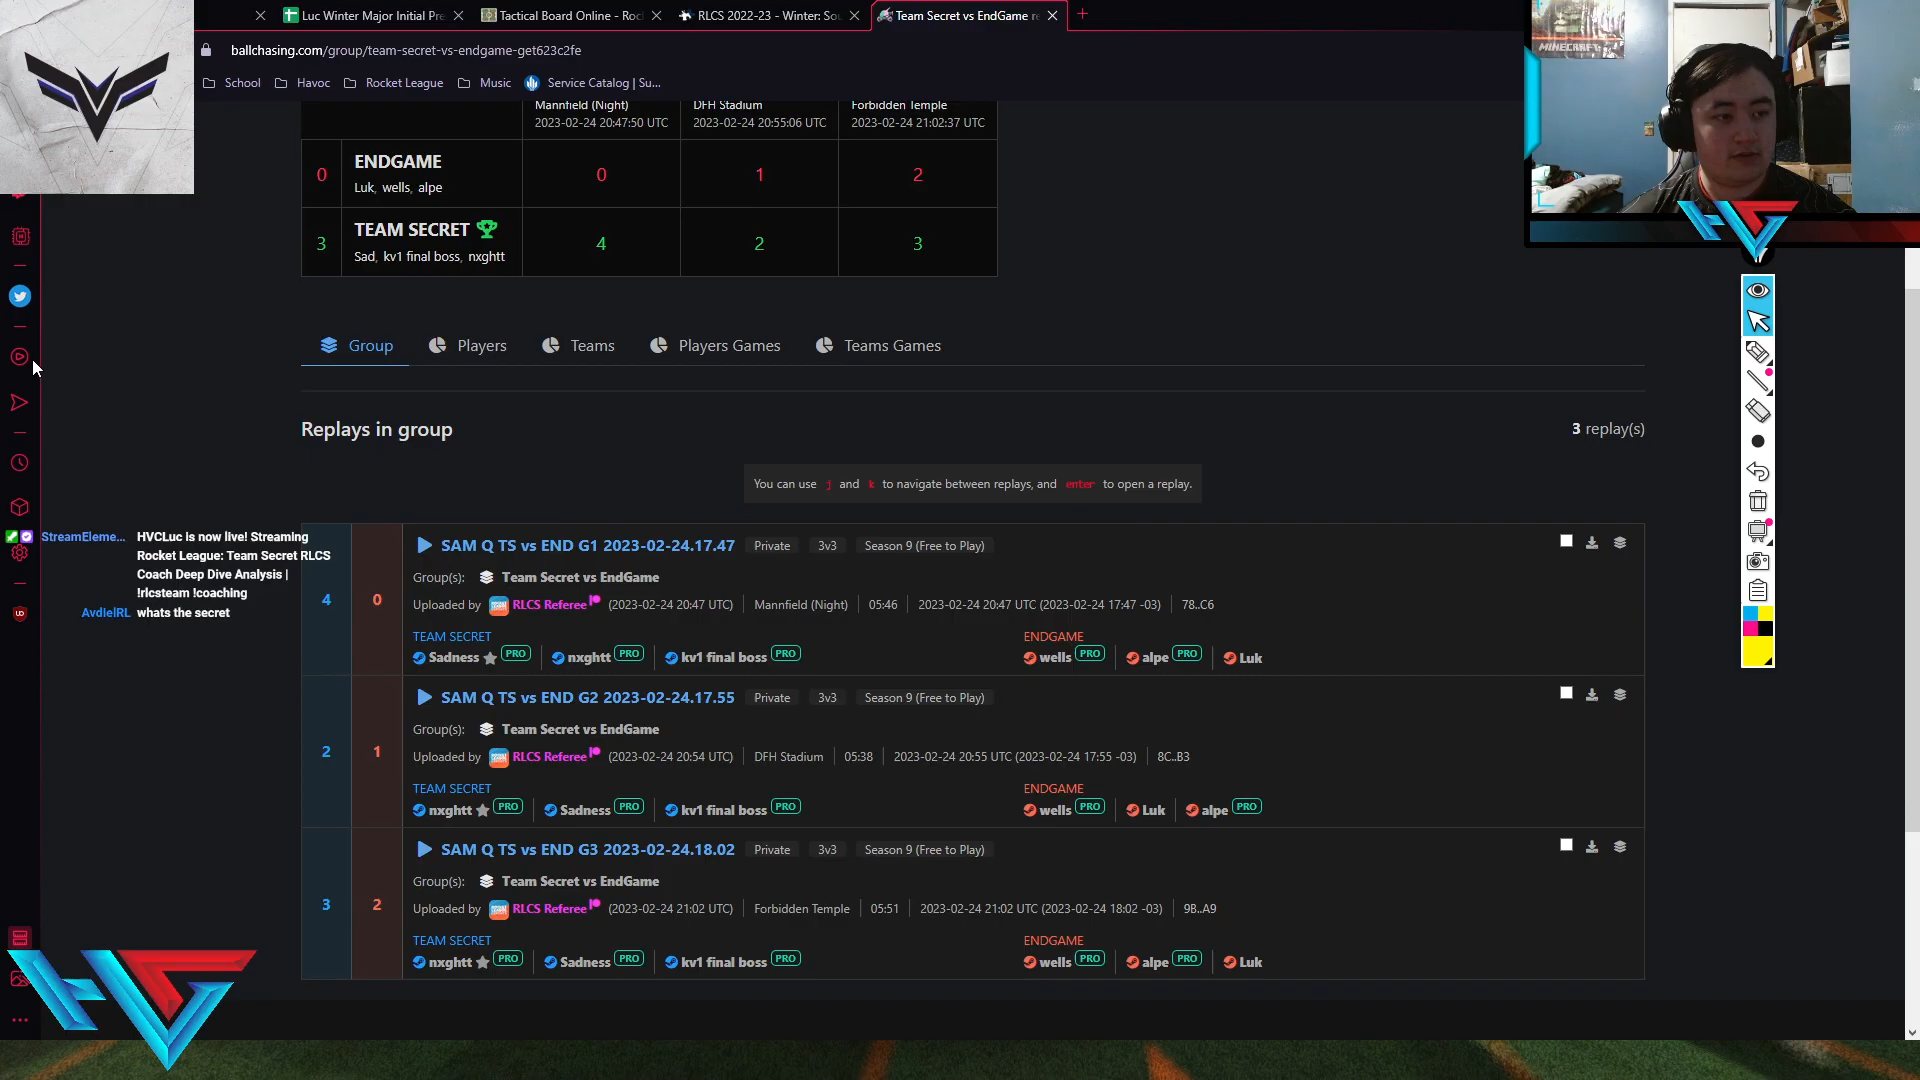 Luc Winter Major Initial Pre
Tactical Board Online - Roc
RLCS 2022-23 - Winter: Sou
Team Secret vs EndGame re
ballchasing.com/group/team-secret-vs-endgame-get623c2fe
School
Havoc
Rocket League
Music
Service Catalog | Su...
MINECRAFT
Mannfield (Night)
DFH Stadium
Forbidden Temple
2023-02-24 20:47:50 UTC
2023-02-24 20:55:06 UTC
2023-02-24 21:02:37 UTC
0
ENDGAME
Luk, wells, alpe
0
1
2
3
TEAM SECRET
Sad, kv1 final boss, nxghtt
4
2
3
Group
Players
Teams
Players Games
Teams Games
Replays in group
3 replay(s)
You can use j and k to navigate between replays, and enter to open a replay.
StreamEleme... HVCLuc is now live! Streaming
Rocket League: Team Secret RLCS
Coach Deep Dive Analysis |
!rlcsteam !coaching
AvdielRL whats the secret
4
0
SAM Q TS vs END G1 2023-02-24.17.47 Private 3v3 Season 9 (Free to Play)
Group(s): Team Secret vs EndGame
Uploaded by RLCS Referee (2023-02-24 20:47 UTC) Mannfield (Night) 05:46 2023-02-24 20:47 UTC (2023-02-24 17:47 -03) 78..C6
TEAM SECRET
ENDGAME
Sadness PRO nxghtt PRO kv1 final boss PRO
wells PRO alpe PRO Luk
2
1
SAM Q TS vs END G2 2023-02-24.17.55 Private 3v3 Season 9 (Free to Play)
Group(s): Team Secret vs EndGame
Uploaded by RLCS Referee (2023-02-24 20:54 UTC) DFH Stadium 05:38 2023-02-24 20:55 UTC (2023-02-24 17:55 -03) 8C..B3
TEAM SECRET
ENDGAME
nxghtt PRO Sadness PRO kv1 final boss PRO
wells PRO Luk alpe PRO
3
2
SAM Q TS vs END G3 2023-02-24.18.02 Private 3v3 Season 9 (Free to Play)
Group(s): Team Secret vs EndGame
Uploaded by RLCS Referee (2023-02-24 21:02 UTC) Forbidden Temple 05:51 2023-02-24 21:02 UTC (2023-02-24 18:02 -03) 9B..A9
TEAM SECRET
ENDGAME
nxghtt PRO Sadness PRO kv1 final boss PRO
wells PRO alpe PRO Luk